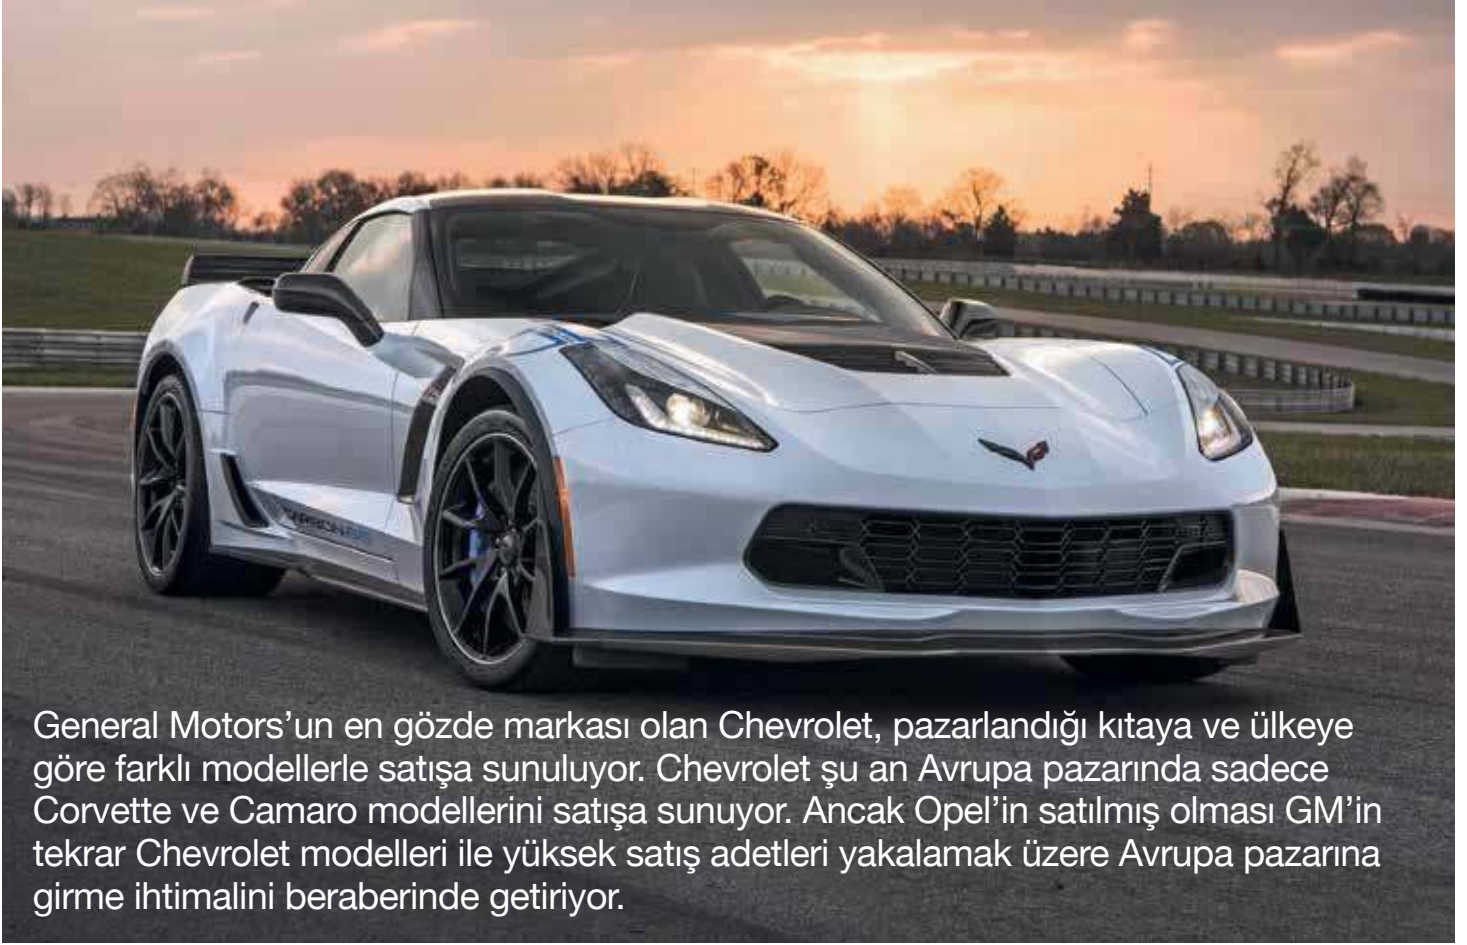 General Motors’un en gözde markası olan Chevrolet, pazarlandığı kıtaya ve ülkeye
göre farklı modellerle satışa sunuluyor. Chevrolet şu an Avrupa pazarında sadece
Corvette ve Camaro modellerini satışa sunuyor. Ancak Opel’in satılmış olması GM’in
tekrar Chevrolet modelleri ile yüksek satış adetleri yakalamak üzere Avrupa pazarına
girme ihtimalini beraberinde getiriyor.